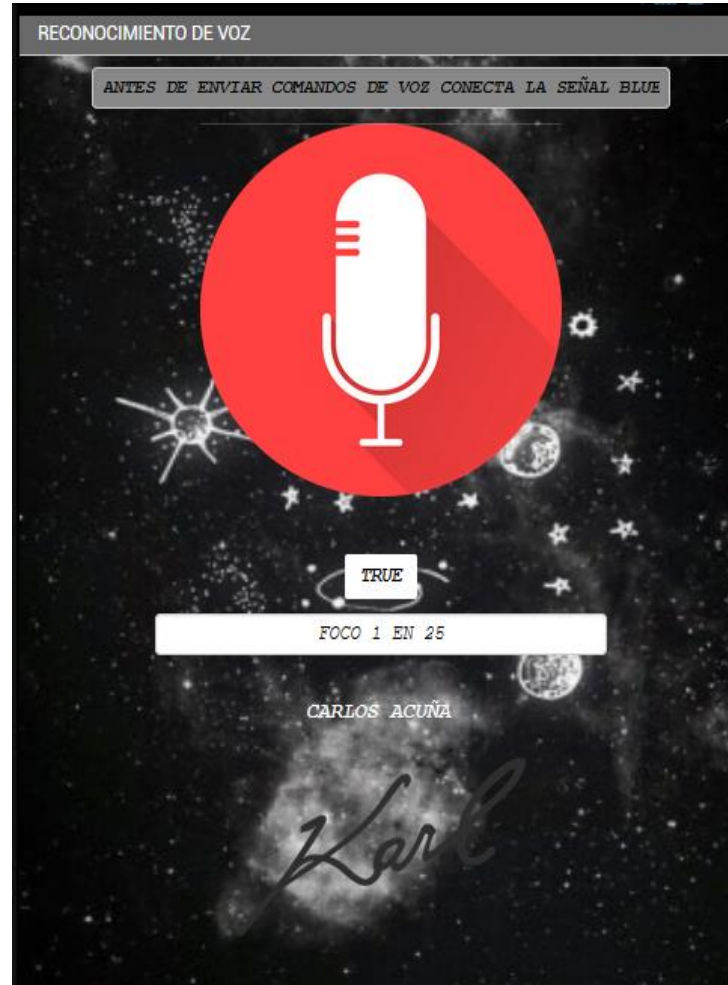 RECONOCIMIENTO DE VOZ
ANTES DE ENVIAR COMANDOS DE VOZ CONECTA LA SEÑAL BLUE
TRUE
FOCO 1 EN 25
CARLOS ACUÑA
Karl